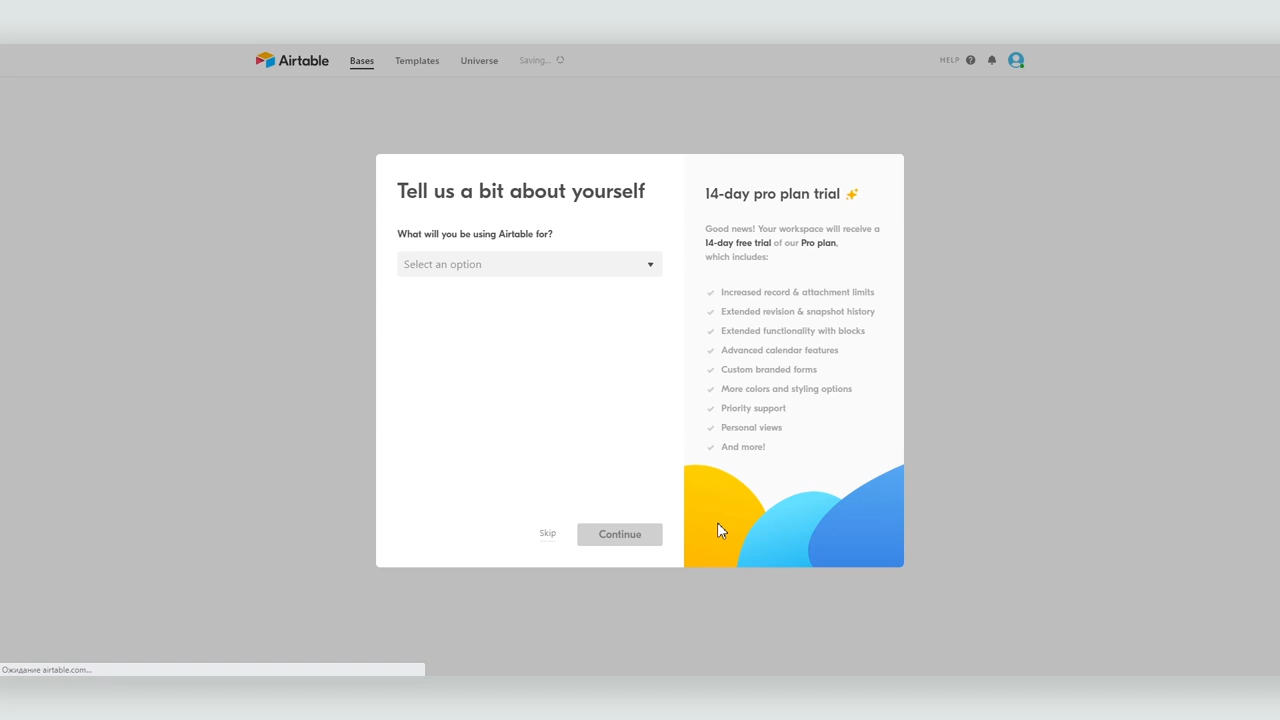 Airtable
Bases
Templates
Universe
Saving...
HELP
Tell us a bit about yourself
What will you be using Airtable for?
Select an option
Skip
Continue
14-day pro plan trial
Good news! Your workspace will receive a
14-day free trial of our Pro plan,
which includes:
Increased record & attachment limits
Extended revision & snapshot history
Extended functionality with blocks
Advanced calendar features
Custom branded forms
More colors and styling options
Priority support
Personal views
And more!
Ожидание airtable.com...